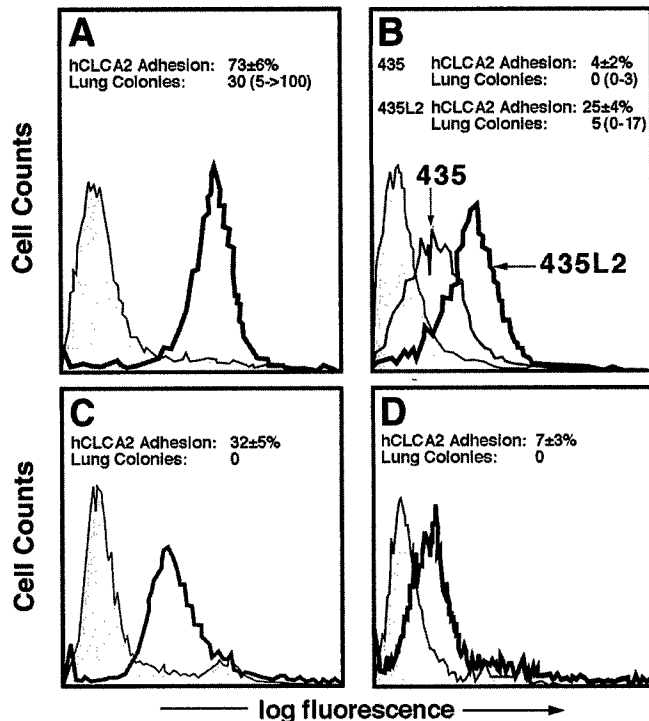 A
hCLCA2 Adhesion: 73±6%
Lung Colonies: 30 (5->100)
B
435 hCLCA2 Adhesion: 4±2%
Lung Colonies: 0 (0-3)
435L2 hCLCA2 Adhesion: 25±4%
Lung Colonies: 5 (0-17)
435
435L2
Cell Counts
C
hCLCA2 Adhesion: 32±5%
Lung Colonies: 0
D
hCLCA2 Adhesion: 7±3%
Lung Colonies: 0
Cell Counts
log fluorescence